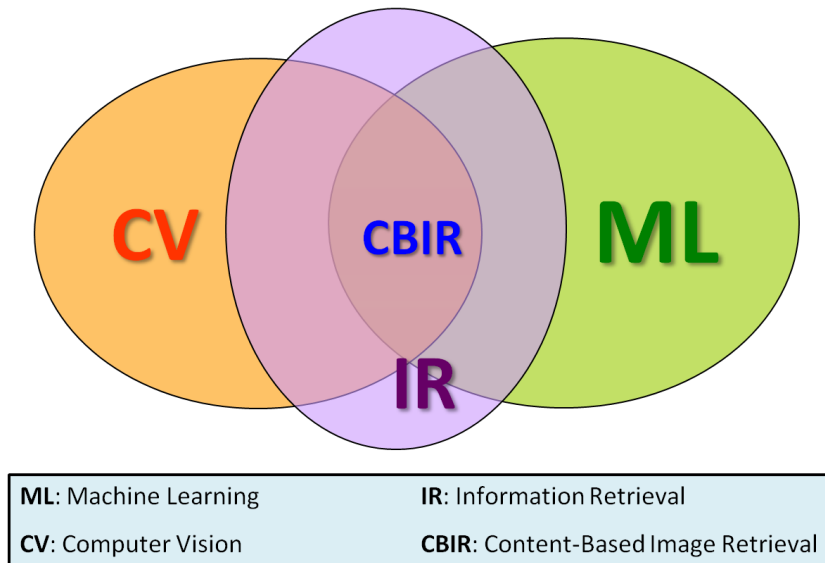 CV
CBIR
ML
IR
ML: Machine Learning
IR: Information Retrieval
CV: Computer Vision
CBIR: Content-Based Image Retrieval